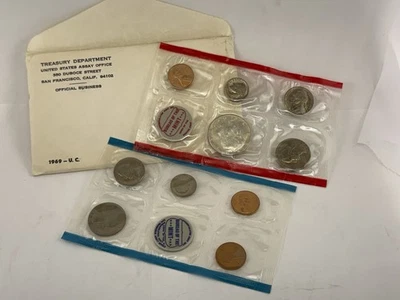 TREASURY DEPARTMENT
UNITED STATES ASSAY OFFICE
350 DUBOCE STREET
SAN FRANCISCO, CALIF. 94102
OFFICIAL BUSINESS
1969 - U. C.